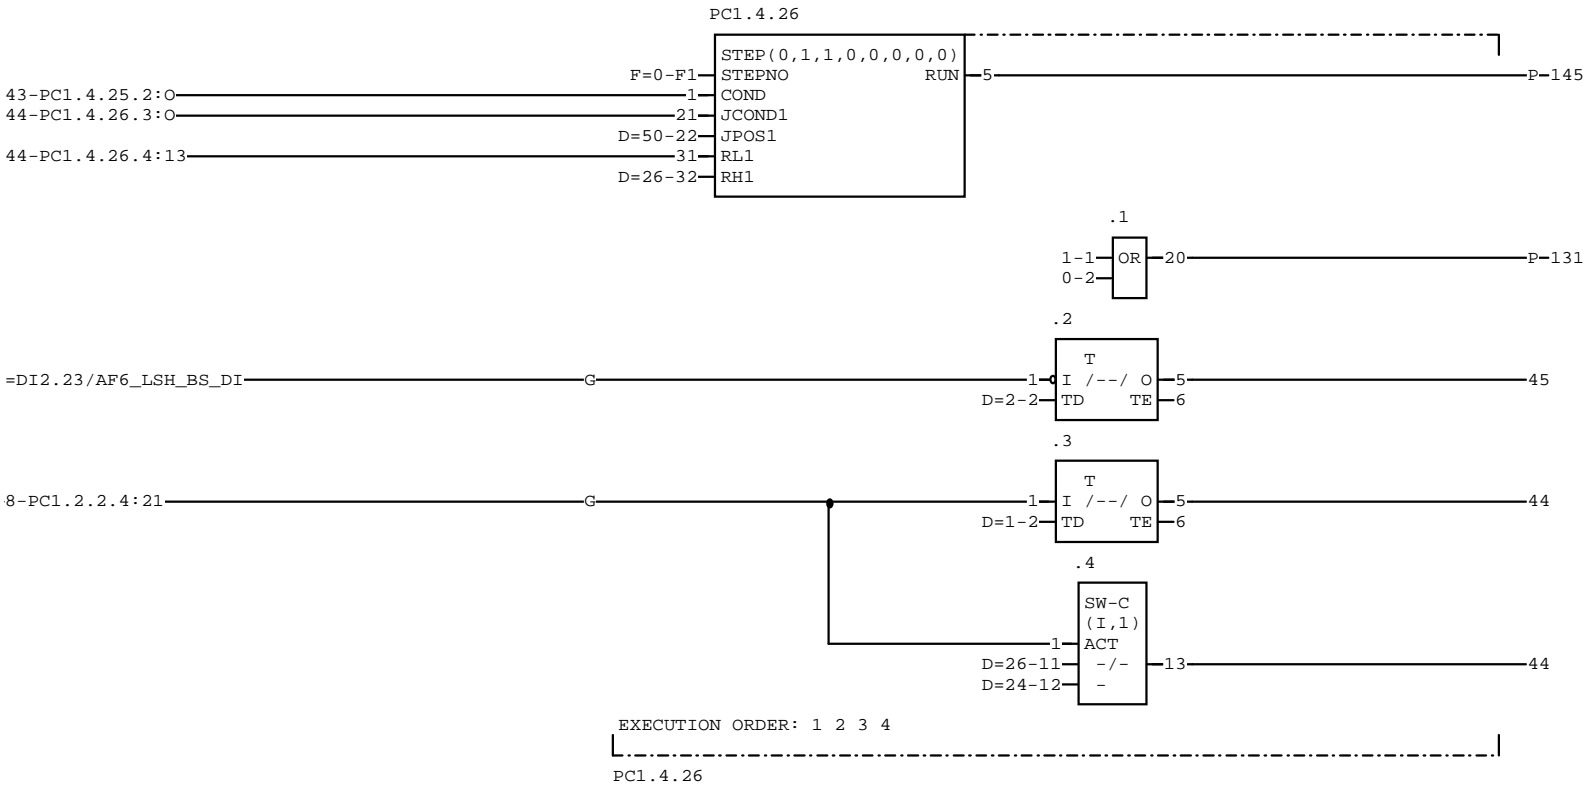 PC1.4.26
STEP(0,1,1,0,0,0,0,0)
F=0-F1 STEPNO RUN 5 P-145
43-PC1.4.25.2:O 1 COND
44-PC1.4.26.3:O 21 JCOND1
D=50-22 JPOS1
44-PC1.4.26.4:13 31 RL1
D=26-32 RH1
.1
1-1 OR 20 P-131
0-2
.2
T
=DI2.23/AF6_LSH_BS_DI G 1 I /--/ O 5 45
D=2-2 TD TE 6
.3
T
8-PC1.2.2.4:21 G 1 I /--/ O 5 44
D=1-2 TD TE 6
.4
SW-C
(I,1)
1 ACT
D=26-11 -/- 13 44
D=24-12 -
EXECUTION ORDER: 1 2 3 4
PC1.4.26